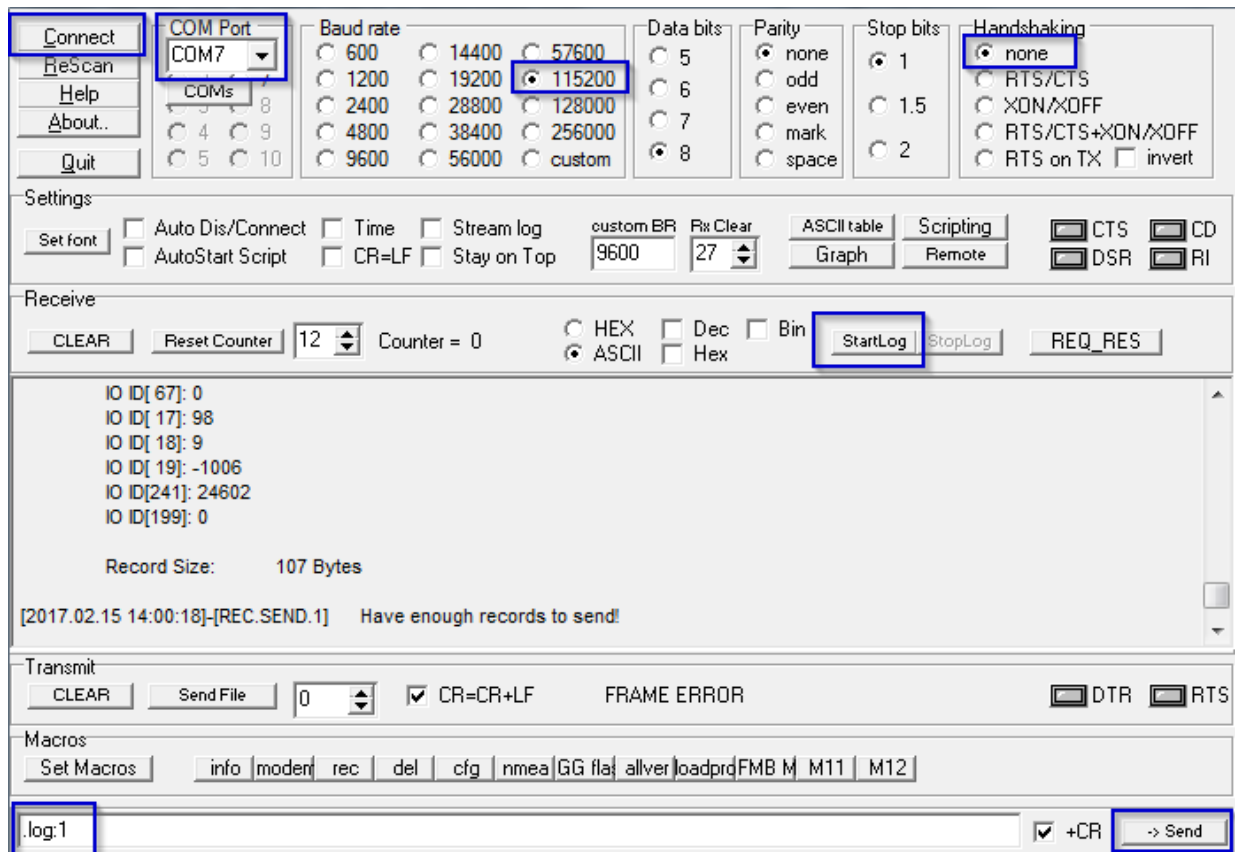 Connect
ReScan
Help
About..
Quit
COM Port
COM7
COMs
7
8
4 9
5 10
Baud rate
600 14400 57600
1200 19200 115200
2400 28800 128000
4800 38400 256000
9600 56000 custom
Data bits
5
6
7
8
Parity
none
odd
even
mark
space
Stop bits
1
1.5
2
Handshaking
none
RTS/CTS
XON/XOFF
RTS/CTS+XON/XOFF
RTS on TX invert
Settings
Set font
Auto Dis/Connect Time Stream log
AutoStart Script CR=LF Stay on Top
custom BR Rx Clear
9600 27
ASCII table Scripting
Graph Remote
CTS CD
DSR RI
Receive
CLEAR Reset Counter 12 Counter = 0
HEX Dec Bin
ASCII Hex
StartLog StopLog REQ_RES
IO ID[ 67]: 0
IO ID[ 17]: 98
IO ID[ 18]: 9
IO ID[ 19]: -1006
IO ID[241]: 24602
IO ID[199]: 0
Record Size: 107 Bytes
[2017.02.15 14:00:18]-[REC.SEND.1] Have enough records to send!
Transmit
CLEAR Send File 0 CR=CR+LF FRAME ERROR DTR RTS
Macros
Set Macros info modem rec del cfg nmea GG fla allver loadpro FMB M M11 M12
.log:1 +CR -> Send